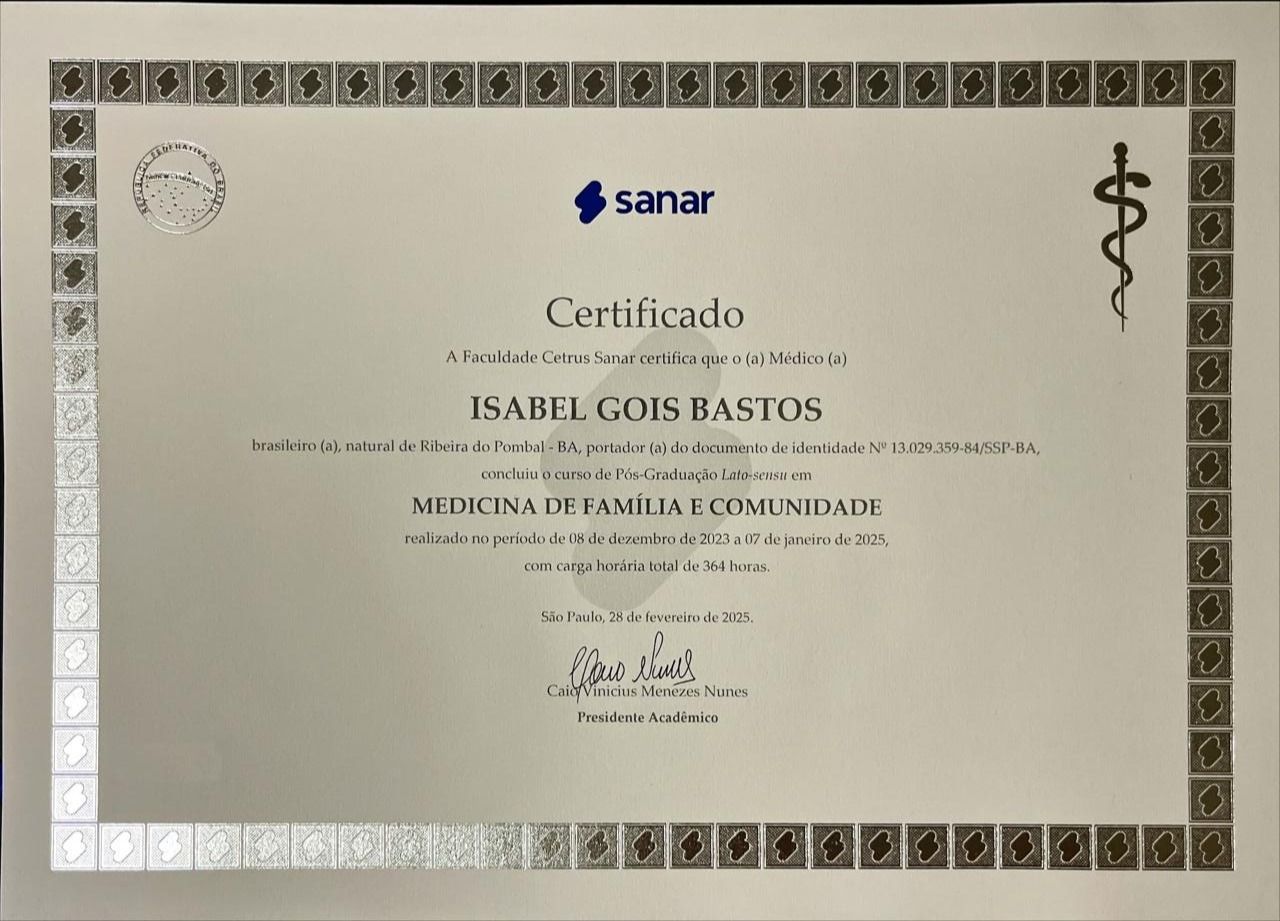 REPÚBLICA FEDERATIVA DO BRASIL
sanar
Certificado
A Faculdade Cetrus Sanar certifica que o (a) Médico (a)
ISABEL GOIS BASTOS
brasileiro (a), natural de Ribeira do Pombal - BA, portador (a) do documento de identidade Nº 13.029.359-84/SSP-BA,
concluiu o curso de Pós-Graduação Lato-sensu em
MEDICINA DE FAMÍLIA E COMUNIDADE
realizado no período de 08 de dezembro de 2023 a 07 de janeiro de 2025,
com carga horária total de 364 horas.
São Paulo, 28 de fevereiro de 2025.
Caio Vinicius Menezes Nunes
Presidente Acadêmico